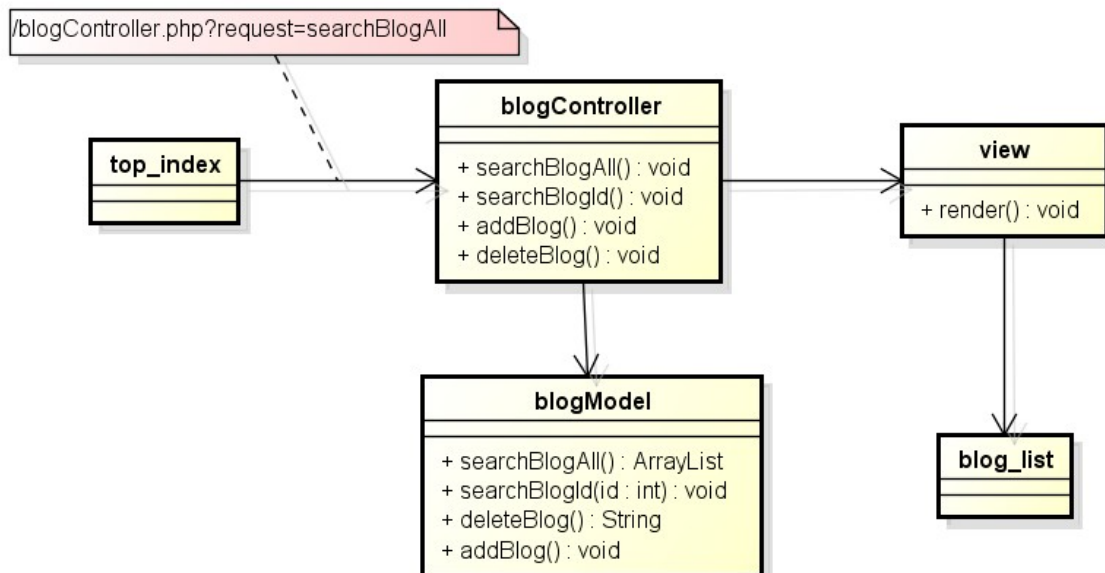 /blogController.php?request=searchBlogAll
blogController
+ searchBlogAll() : void
+ searchBlogId() : void
+ addBlog() : void
+ deleteBlog() : void
top_index
view
+ render() : void
blogModel
+ searchBlogAll() : ArrayList
+ searchBlogId(id : int) : void
+ deleteBlog() : String
+ addBlog() : void
blog_list